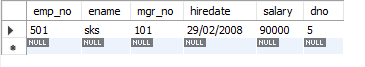 emp_no ename mgr_no hiredate salary dno
501 sks 101 29/02/2008 90000 5
NULL NULL NULL NULL NULL NULL